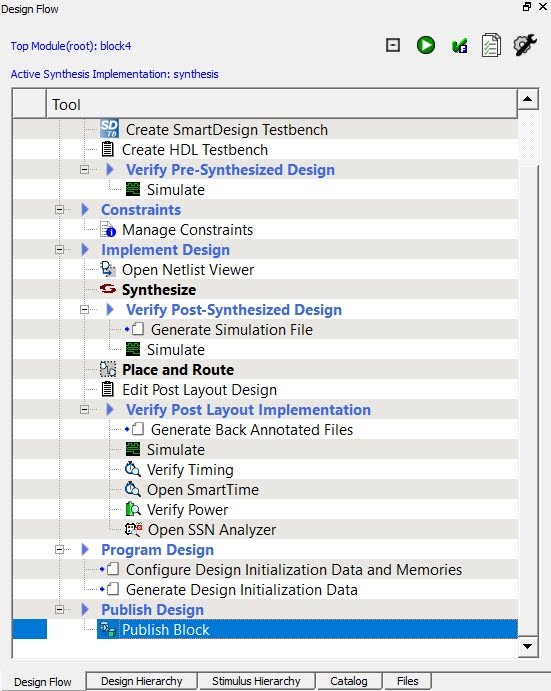 Design Flow
Top Module(root): block4
Active Synthesis Implementation: synthesis
Tool
Create SmartDesign Testbench
Create HDL Testbench
Verify Pre-Synthesized Design
Simulate
Constraints
Manage Constraints
Implement Design
Open Netlist Viewer
Synthesize
Verify Post-Synthesized Design
Generate Simulation File
Simulate
Place and Route
Edit Post Layout Design
Verify Post Layout Implementation
Generate Back Annotated Files
Simulate
Verify Timing
Open SmartTime
Verify Power
Open SSN Analyzer
Program Design
Configure Design Initialization Data and Memories
Generate Design Initialization Data
Publish Design
Publish Block
Design Flow Design Hierarchy Stimulus Hierarchy Catalog Files